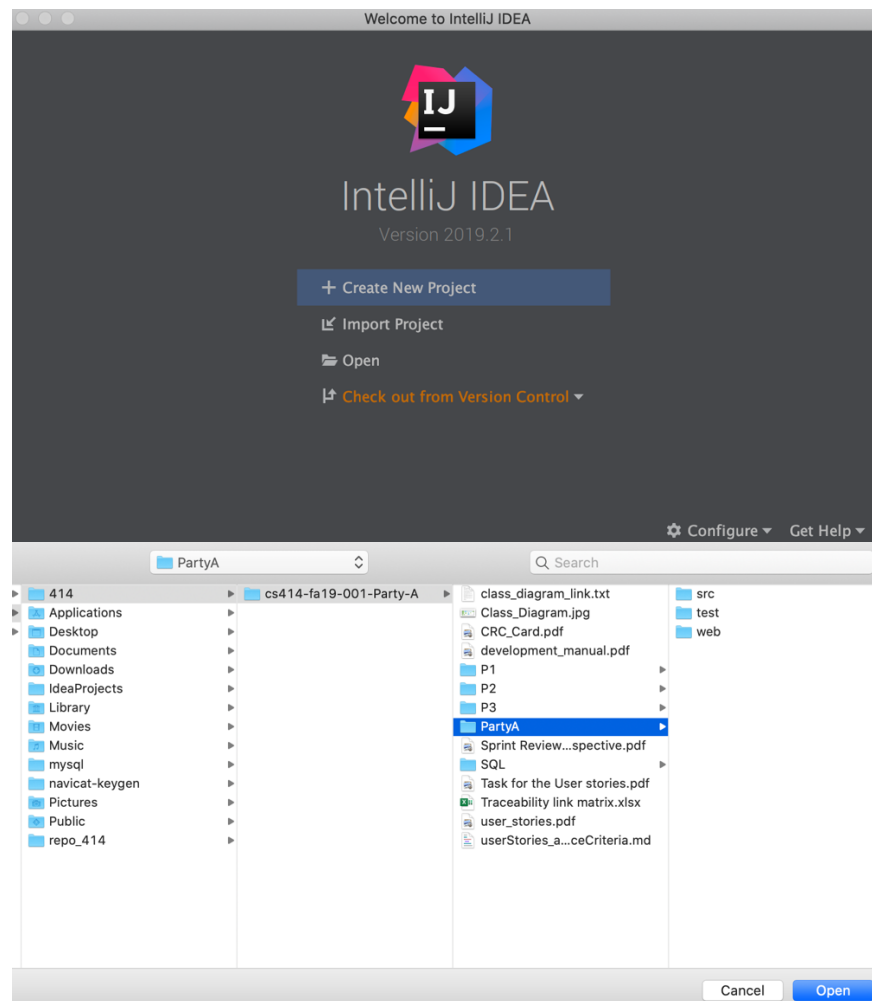 Welcome to IntelliJ IDEA
IJ
IntelliJ IDEA
Version 2019.2.1
Create New Project
Import Project
Open
Check out from Version Control
Configure
Get Help
PartyA
Search
414
Applications
Desktop
Documents
Downloads
IdeaProjects
Library
Movies
Music
mysql
navicat-keygen
Pictures
Public
repo_414
cs414-fa19-001-Party-A
class_diagram_link.txt
Class_Diagram.jpg
CRC_Card.pdf
development_manual.pdf
P1
P2
P3
PartyA
Sprint Review...spective.pdf
SQL
Task for the User stories.pdf
Traceability link matrix.xlsx
user_stories.pdf
userStories_a...ceCriteria.md
src
test
web
Cancel
Open